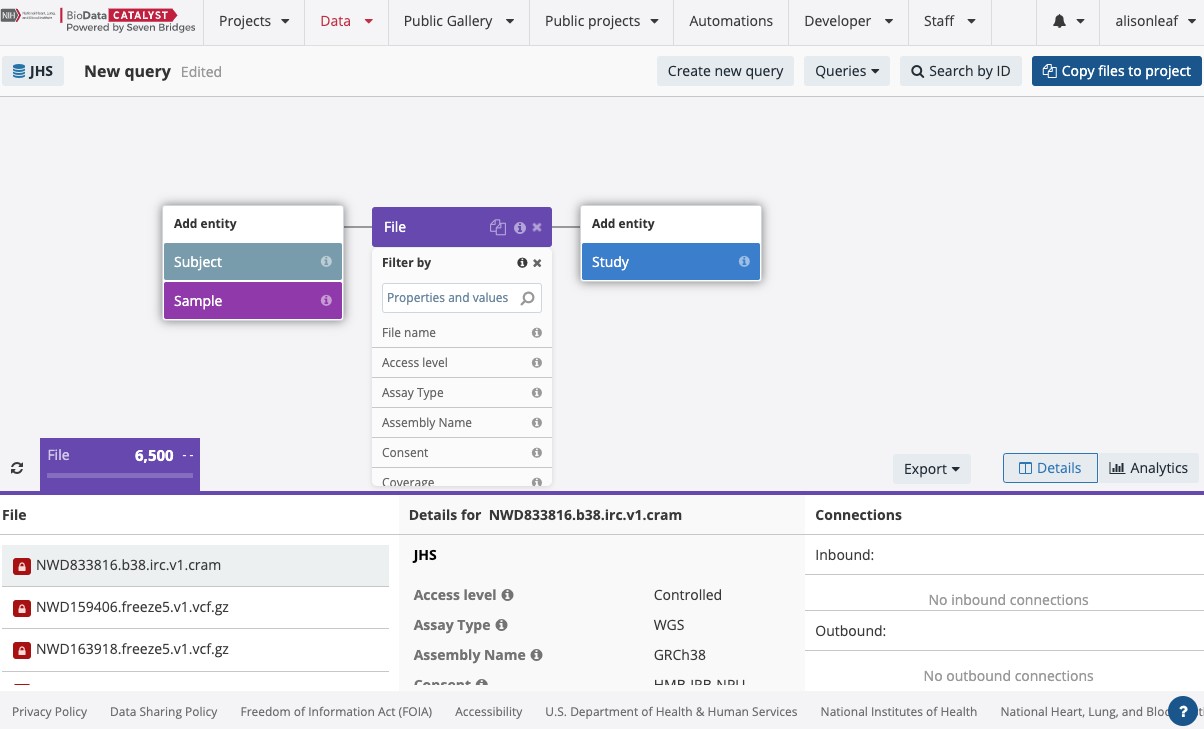 NIH BioData CATALYST
Powered by Seven Bridges
Projects Data Public Gallery Public projects Automations Developer Staff alisonleaf
JHS New query Edited Create new query Queries Search by ID Copy files to project
Add entity
Subject
Sample
File
Filter by
Properties and values
File name
Access level
Assay Type
Assembly Name
Consent
Coverage
Add entity
Study
File 6,500 --
Export Details Analytics
File
NWD833816.b38.irc.v1.cram
NWD159406.freeze5.v1.vcf.gz
NWD163918.freeze5.v1.vcf.gz
Details for NWD833816.b38.irc.v1.cram
JHS
Access level Controlled
Assay Type WGS
Assembly Name GRCh38
Consent HMB-IRB-NPU
Connections
Inbound:
No inbound connections
Outbound:
No outbound connections
Privacy Policy Data Sharing Policy Freedom of Information Act (FOIA) Accessibility U.S. Department of Health & Human Services National Institutes of Health National Heart, Lung, and ?